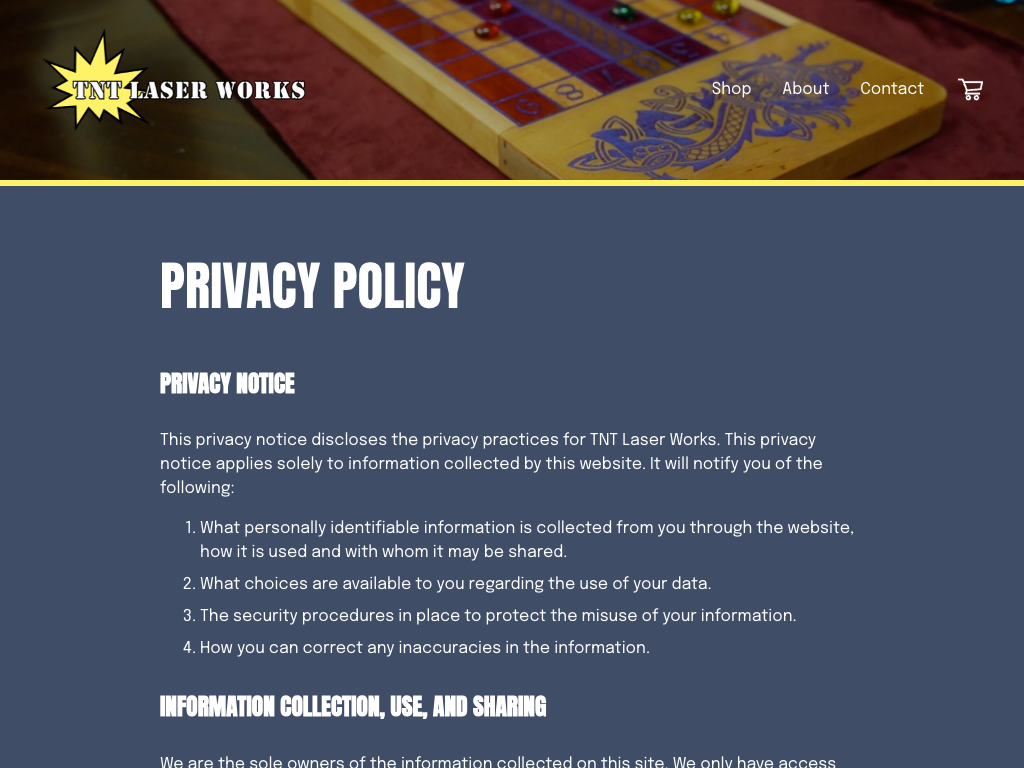 TNT LASER WORKS
Shop About Contact
PRIVACY POLICY
PRIVACY NOTICE
This privacy notice discloses the privacy practices for TNT Laser Works. This privacy
notice applies solely to information collected by this website. It will notify you of the
following:
1. What personally identifiable information is collected from you through the website,
how it is used and with whom it may be shared.
2. What choices are available to you regarding the use of your data.
3. The security procedures in place to protect the misuse of your information.
4. How you can correct any inaccuracies in the information.
INFORMATION COLLECTION, USE, AND SHARING
We are the sole owners of the information collected on this site. We only have access